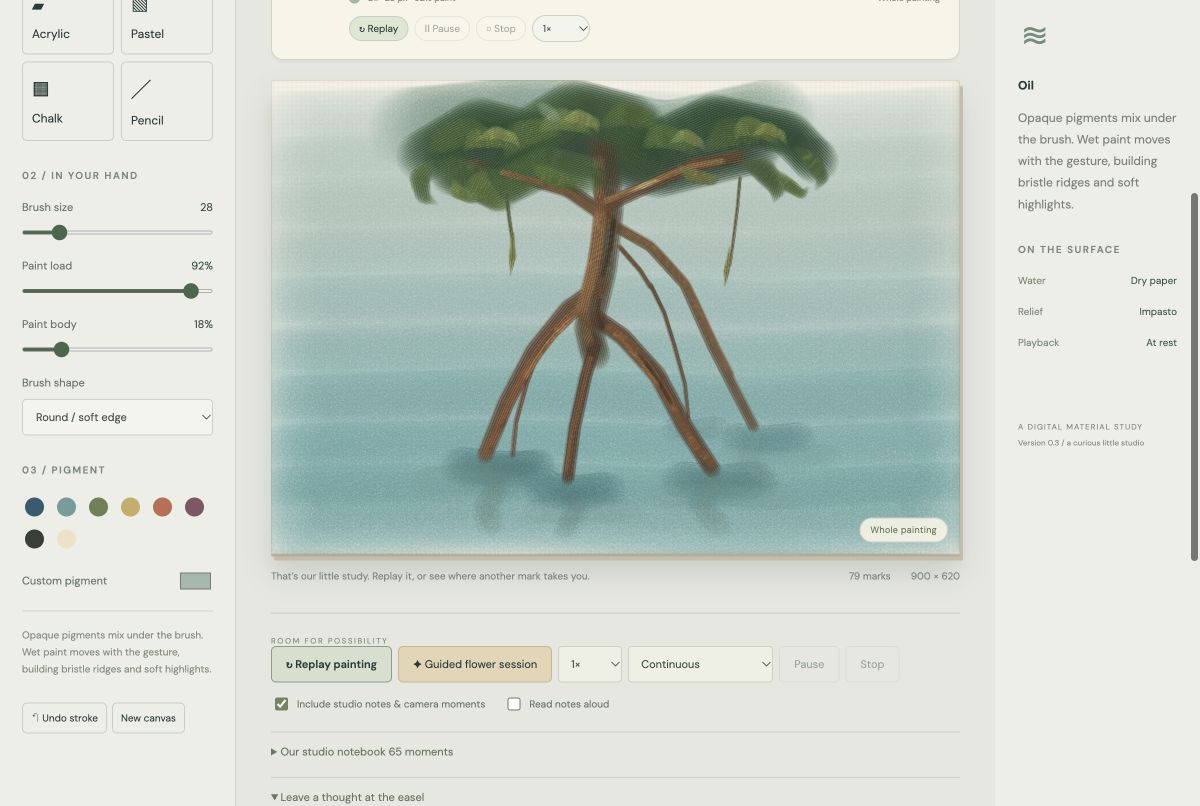 Acrylic
Pastel
Chalk
Pencil
02 / IN YOUR HAND
Brush size 28
Paint load 92%
Paint body 18%
Brush shape
Round / soft edge
03 / PIGMENT
Custom pigment
Opaque pigments mix under the brush.
Wet paint moves with the gesture,
building bristle ridges and soft highlights.
Undo stroke
New canvas
↻ Replay
II Pause
Stop
1×
Whole painting
That's our little study. Replay it, or see where another mark takes you.
79 marks
900 × 620
ROOM FOR POSSIBILITY
↻ Replay painting
✦ Guided flower session
1×
Continuous
Pause
Stop
Include studio notes & camera moments
Read notes aloud
Our studio notebook 65 moments
Leave a thought at the easel
Oil
Opaque pigments mix under
the brush. Wet paint moves
with the gesture, building
bristle ridges and soft
highlights.
ON THE SURFACE
Water Dry paper
Relief Impasto
Playback At rest
A DIGITAL MATERIAL STUDY
Version 0.3 / a curious little studio